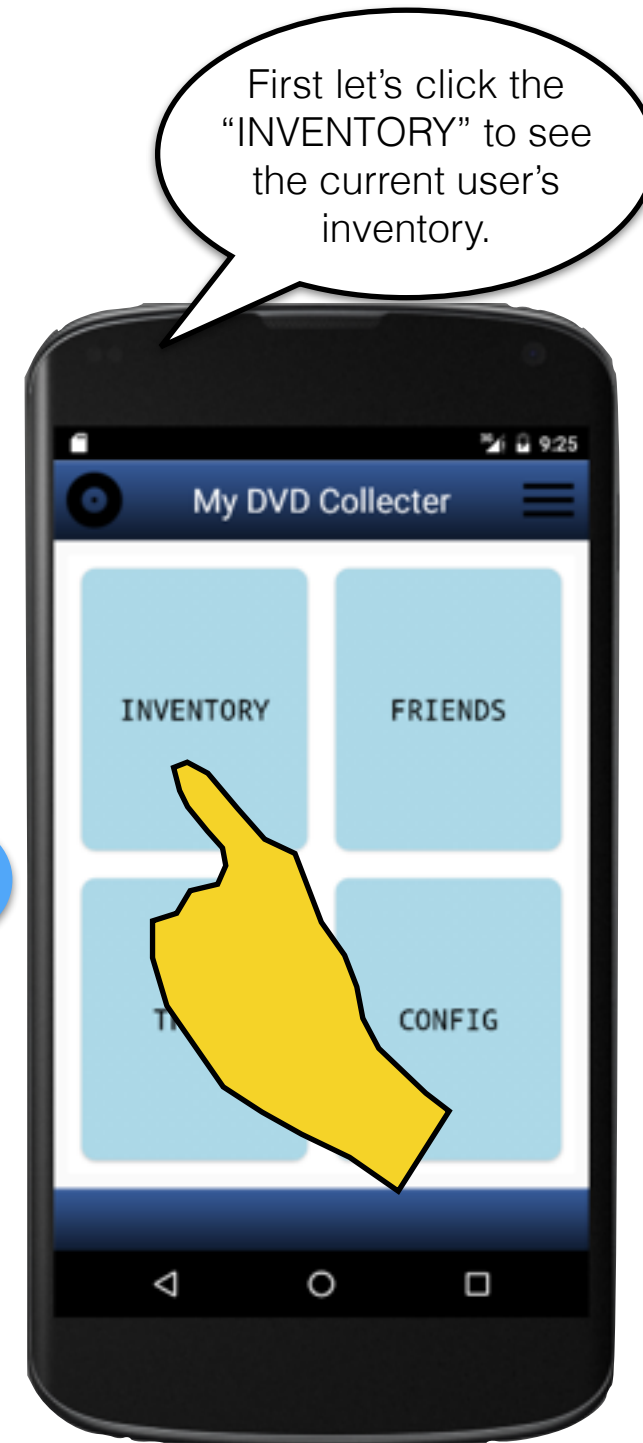 First let’s click the
“INVENTORY” to see
the current user’s
inventory.
9:25
My DVD Collecter
INVENTORY
FRIENDS
CONFIG